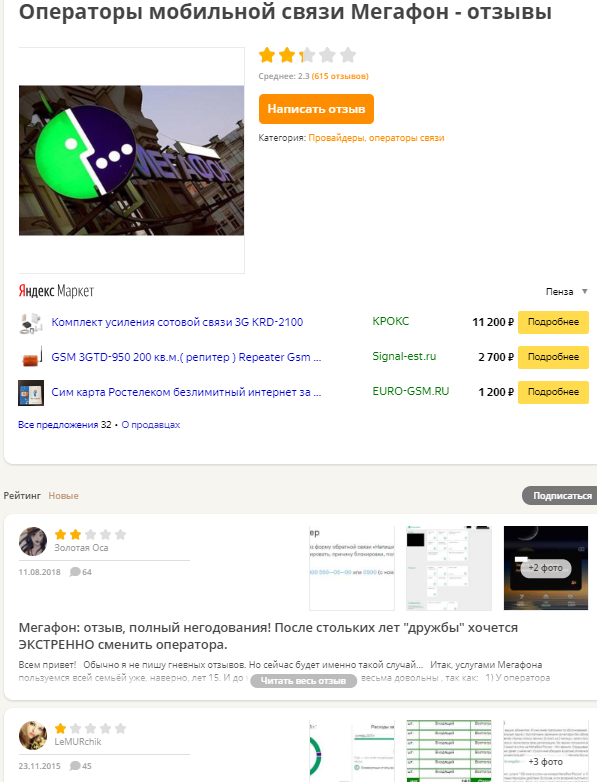 Операторы мобильной связи Мегафон - отзывы
МЕГАФОН
Среднее: 2.3 (615 отзывов)
Написать отзыв
Категория: Провайдеры, операторы связи
Яндекс Маркет
Пенза
Комплект усиления сотовой связи 3G KRD-2100 КРОКС 11 200 ₽ Подробнее
GSM 3GTD-950 200 кв.м.( репитер ) Repeater Gsm ... Signal-est.ru 2 700 ₽ Подробнее
Сим карта Ростелеком безлимитный интернет за ... EURO-GSM.RU 1 200 ₽ Подробнее
Все предложения 32 • О продавцах
Рейтинг Новые Подписаться
Золотая Оса
11.08.2018 64
+2 фото
Мегафон: отзыв, полный негодования! После стольких лет "дружбы" хочется
ЭКСТРЕННО сменить оператора.
Всем привет! Обычно я не пишу гневных отзывов. Но сейчас будет именно такой случай... Итак, услугами Мегафона
пользуемся всей семьёй уже, наверно, лет 15. И до
Читать весь отзыв
весьма довольны , так как: 1) У оператора
LeMURchik
23.11.2015 45
+3 фото